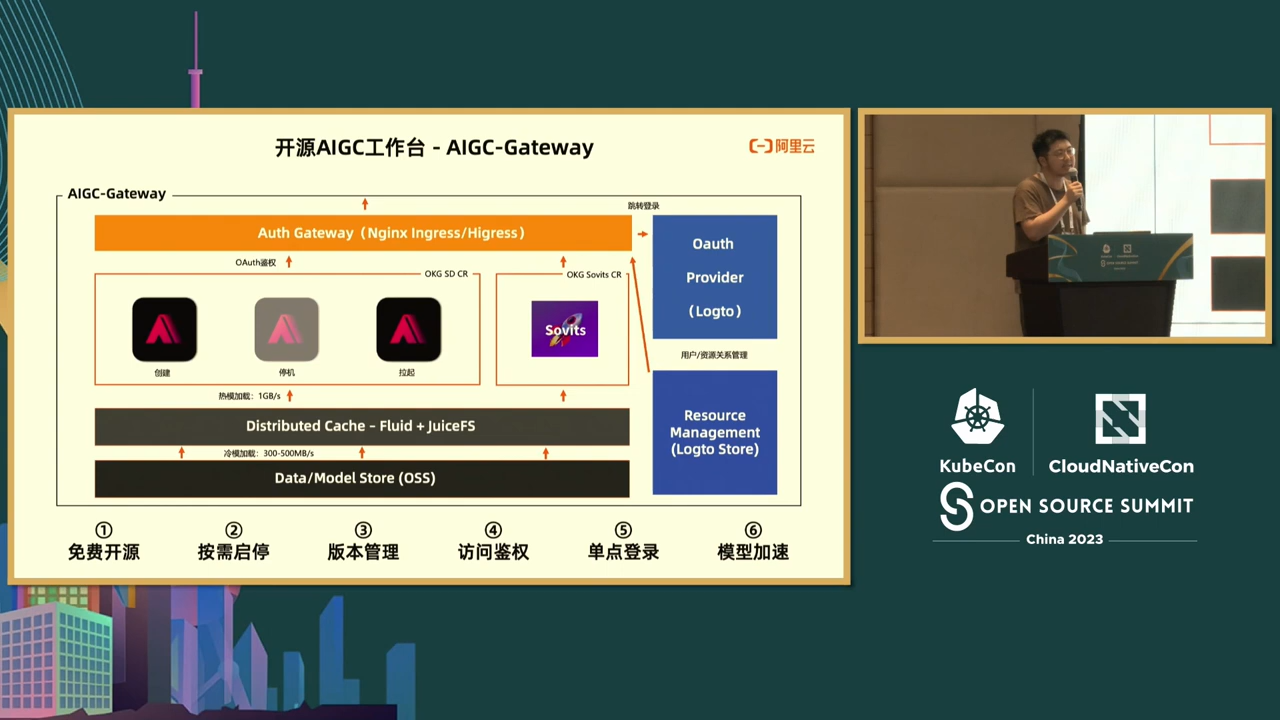 开源AIGC工作台 - AIGC-Gateway
阿里云
AIGC-Gateway
跳转登录
Auth Gateway（Nginx Ingress/Higress）
OAuth鉴权
OKG SD CR
OKG Sovits CR
Oauth
Provider
（Logto）
Sovits
创建
停机
拉起
用户/资源关系管理
热模加载：1GB/s
Distributed Cache – Fluid + JuiceFS
Resource
Management
(Logto Store)
冷模加载：300-500MB/s
Data/Model Store (OSS)
①
免费开源
②
按需启停
③
版本管理
④
访问鉴权
⑤
单点登录
⑥
模型加速
KubeCon
CloudNativeCon
OPEN SOURCE SUMMIT
China 2023